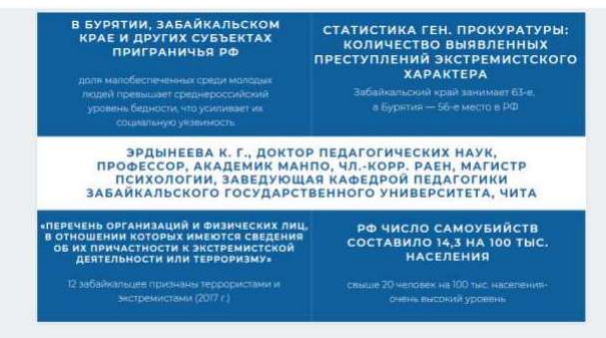 В БУРЯТИИ, ЗАБАЙКАЛЬСКОМ
КРАЕ И ДРУГИХ СУБЪЕКТАХ
ПРИГРАНИЧЬЯ РФ
доля малобеспеченных среди молодых
людей превышает среднероссийский
уровень бедности, что усиливает их
социальную уязвимость
СТАТИСТИКА ГЕН. ПРОКУРАТУРЫ:
КОЛИЧЕСТВО ВЫЯВЛЕННЫХ
ПРЕСТУПЛЕНИЙ ЭКСТРЕМИСТСКОГО
ХАРАКТЕРА
Забайкальский край занимает 63-е,
а Бурятия — 56-е место в РФ
ЭРДЫНЕЕВА К. Г., ДОКТОР ПЕДАГОГИЧЕСКИХ НАУК,
ПРОФЕССОР, АКАДЕМИК МАНПО, ЧЛ.-КОРР. РАЕН, МАГИСТР
ПСИХОЛОГИИ, ЗАВЕДУЮЩАЯ КАФЕДРОЙ ПЕДАГОГИКИ
ЗАБАЙКАЛЬСКОГО ГОСУДАРСТВЕННОГО УНИВЕРСИТЕТА, ЧИТА
«ПЕРЕЧЕНЬ ОРГАНИЗАЦИЙ И ФИЗИЧЕСКИХ ЛИЦ,
В ОТНОШЕНИИ КОТОРЫХ ИМЕЮТСЯ СВЕДЕНИЯ
ОБ ИХ ПРИЧАСТНОСТИ К ЭКСТРЕМИСТСКОЙ
ДЕЯТЕЛЬНОСТИ ИЛИ ТЕРРОРИЗМУ»
12 забайкальцев признаны террористами и
экстремистами (2017 г.)
РФ ЧИСЛО САМОУБИЙСТВ
СОСТАВИЛО 14,3 НА 100 ТЫС.
НАСЕЛЕНИЯ
свыше 20 человек на 100 тыс. населения-
очень высокий уровень